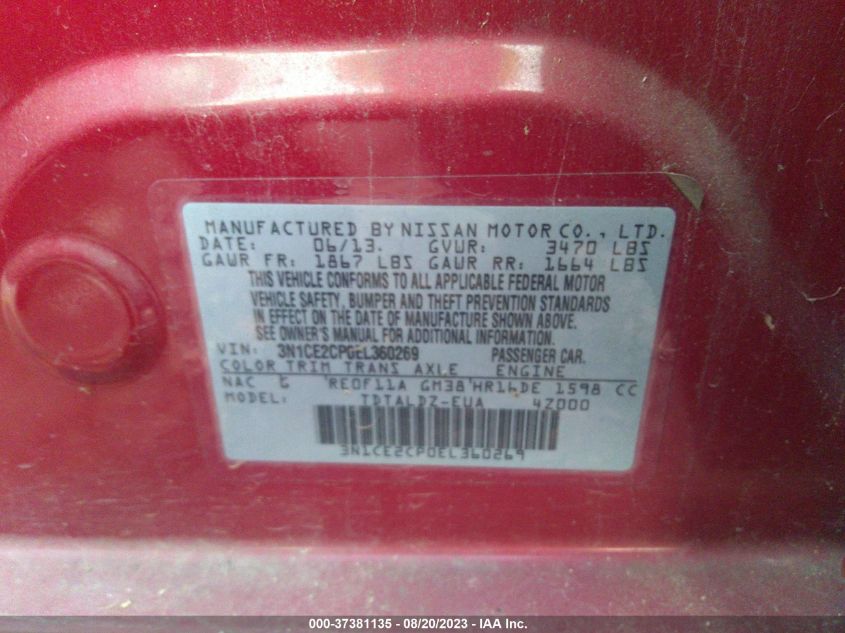 MANUFACTURED BY NISSAN MOTOR CO., LTD.
DATE: 06/13. GVWR: 3470 LBS
GAWR FR: 1867 LBS GAWR RR: 1664 LBS
THIS VEHICLE CONFORMS TO ALL APPLICABLE FEDERAL MOTOR
VEHICLE SAFETY, BUMPER AND THEFT PREVENTION STANDARDS
IN EFFECT ON THE DATE OF MANUFACTURE SHOWN ABOVE.
SEE OWNER'S MANUAL FOR ADDITIONAL INFORMATION.
VIN: 3N1CE2CP0EL360269 PASSENGER CAR.
COLOR TRIM TRANS AXLE ENGINE
NAC G RE0F11A GM38 HR16DE 1598 CC
MODEL: TDTALDZ-EUA 4Z000
3N1CE2CP0EL360269
000-37381135 - 08/20/2023 - IAA Inc.